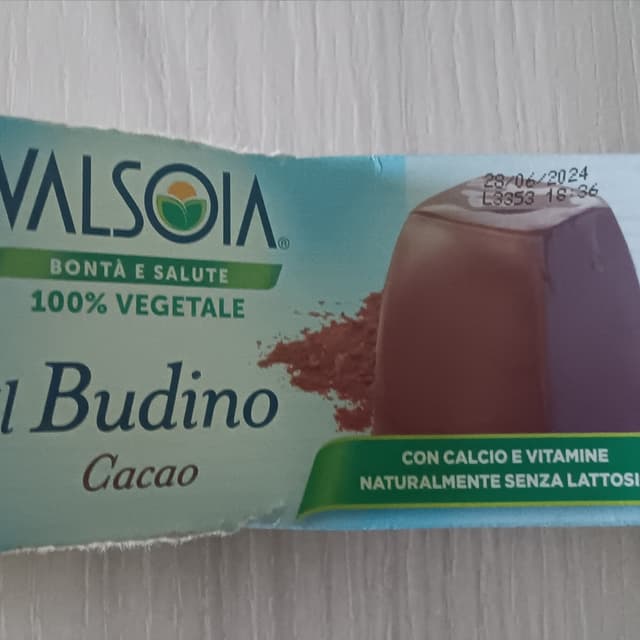 VALSOIA®
BONTÀ E SALUTE
100% VEGETALE
Il Budino
Cacao
28/06/2024
L3353 18:36
CON CALCIO E VITAMINE
NATURALMENTE SENZA LATTOSI